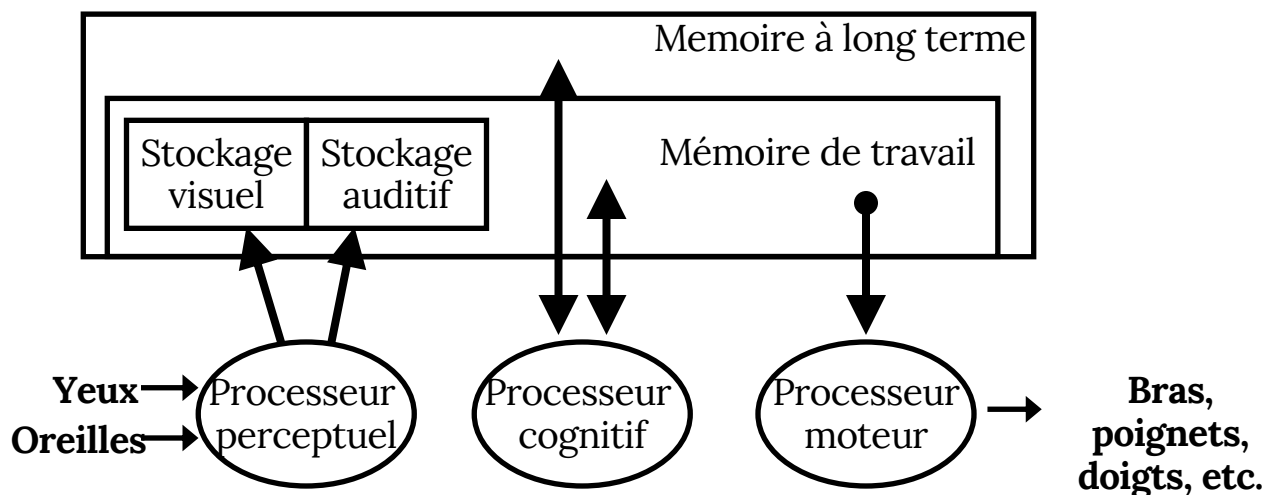 Memoire à long terme
Stockage
visuel
Stockage
auditif
Mémoire de travail
Yeux
Oreilles
Processeur
perceptuel
Processeur
cognitif
Processeur
moteur
Bras,
poignets,
doigts, etc.